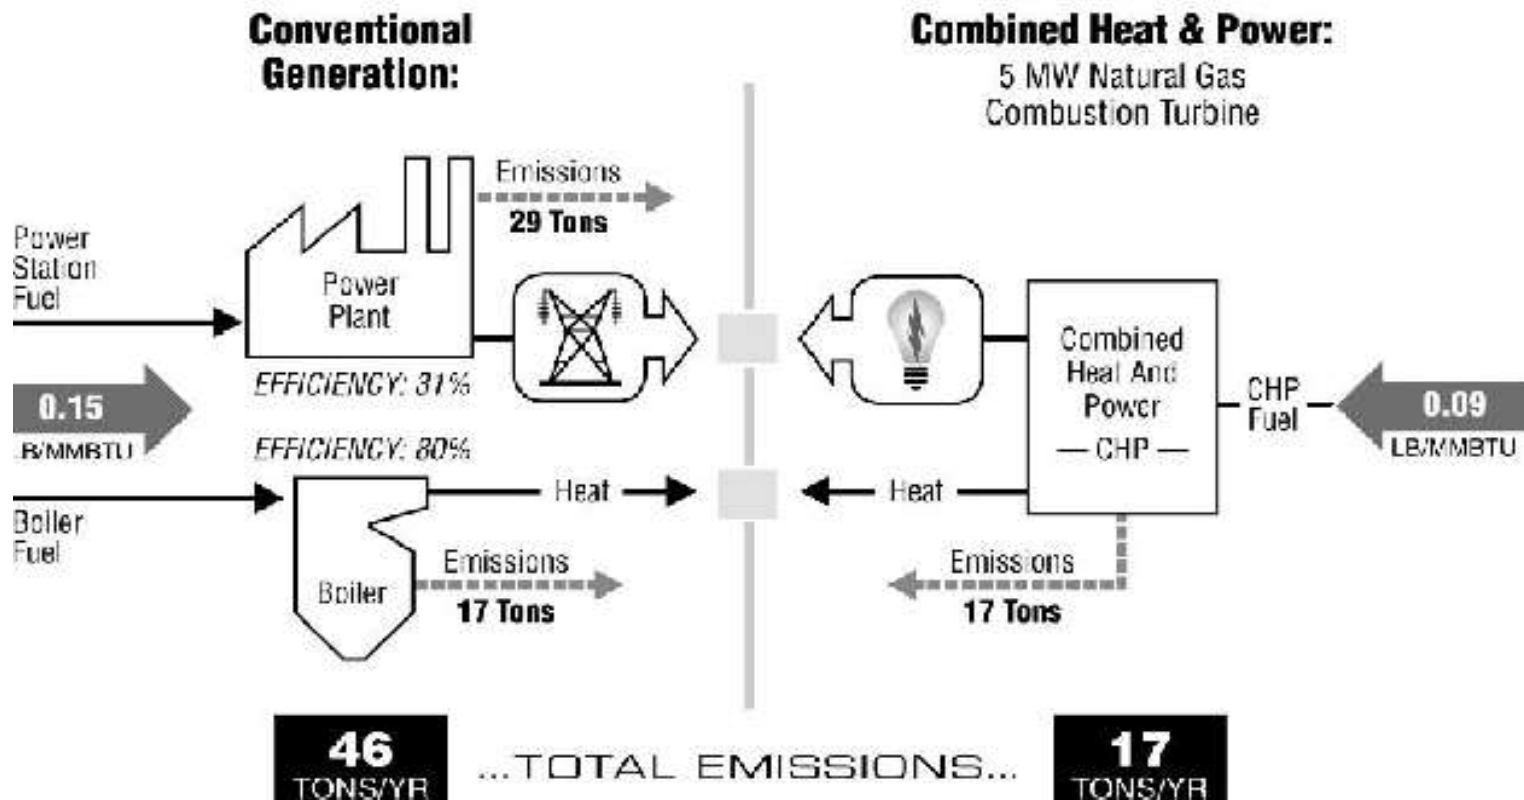 Conventional
Generation:
Combined Heat & Power:
5 MW Natural Gas
Combustion Turbine
Emissions
29 Tons
Power
Station
Fuel
Power
Plant
EFFICIENCY: 31%
0.15
LB/MMBTU
EFFICIENCY: 80%
Boiler
Fuel
Boiler
Heat
Emissions
17 Tons
Combined
Heat And
Power
— CHP —
CHP
Fuel
0.09
LB/MMBTU
Heat
Emissions
17 Tons
46
TONS/YR
...TOTAL EMISSIONS...
17
TONS/YR